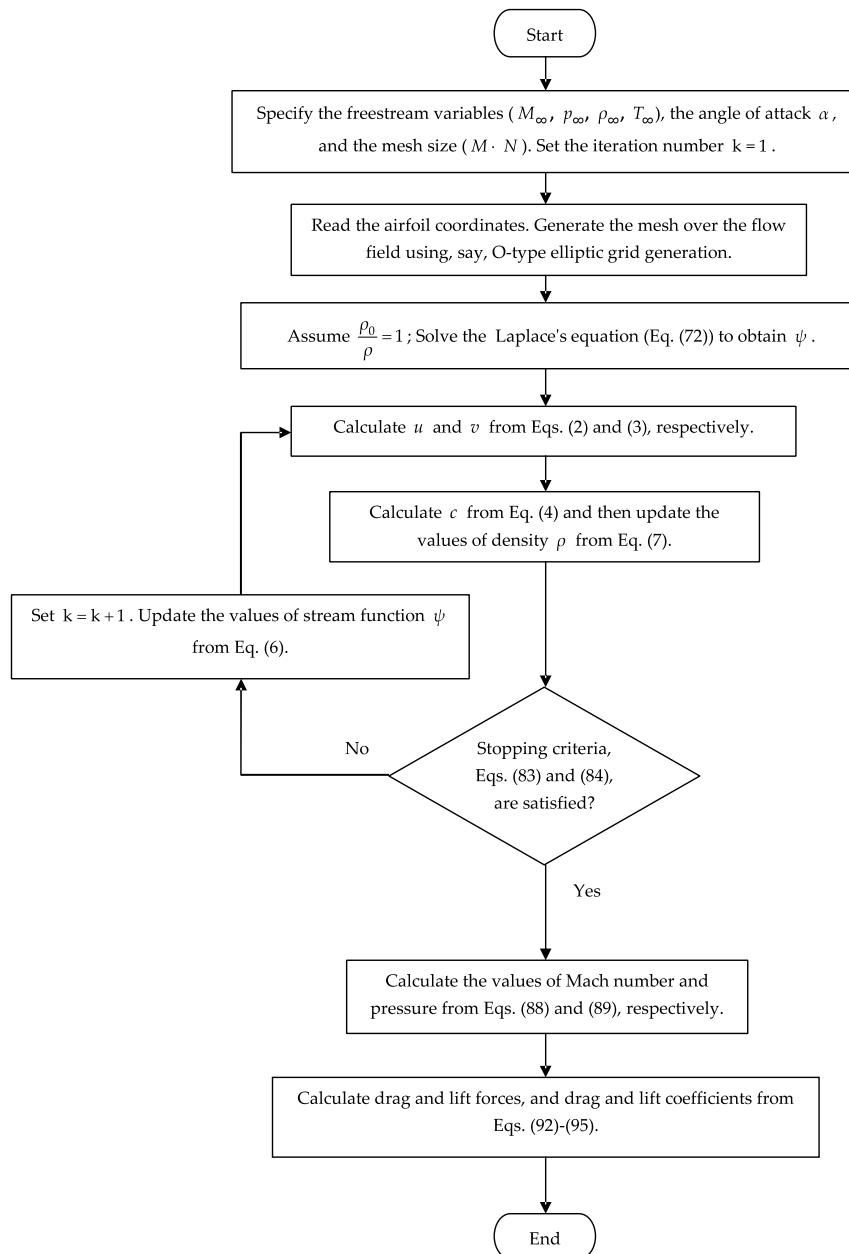 Start
Specify the freestream variables ( M∞, p∞, ρ∞, T∞), the angle of attack α ,
and the mesh size ( M · N ). Set the iteration number k = 1 .
Read the airfoil coordinates. Generate the mesh over the flow
field using, say, O-type elliptic grid generation.
Assume ρ0/ρ = 1 ; Solve the Laplace's equation (Eq. (72)) to obtain ψ .
Calculate u and v from Eqs. (2) and (3), respectively.
Calculate c from Eq. (4) and then update the
values of density ρ from Eq. (7).
Set k = k + 1 . Update the values of stream function ψ
from Eq. (6).
No
Stopping criteria,
Eqs. (83) and (84),
are satisfied?
Yes
Calculate the values of Mach number and
pressure from Eqs. (88) and (89), respectively.
Calculate drag and lift forces, and drag and lift coefficients from
Eqs. (92)-(95).
End